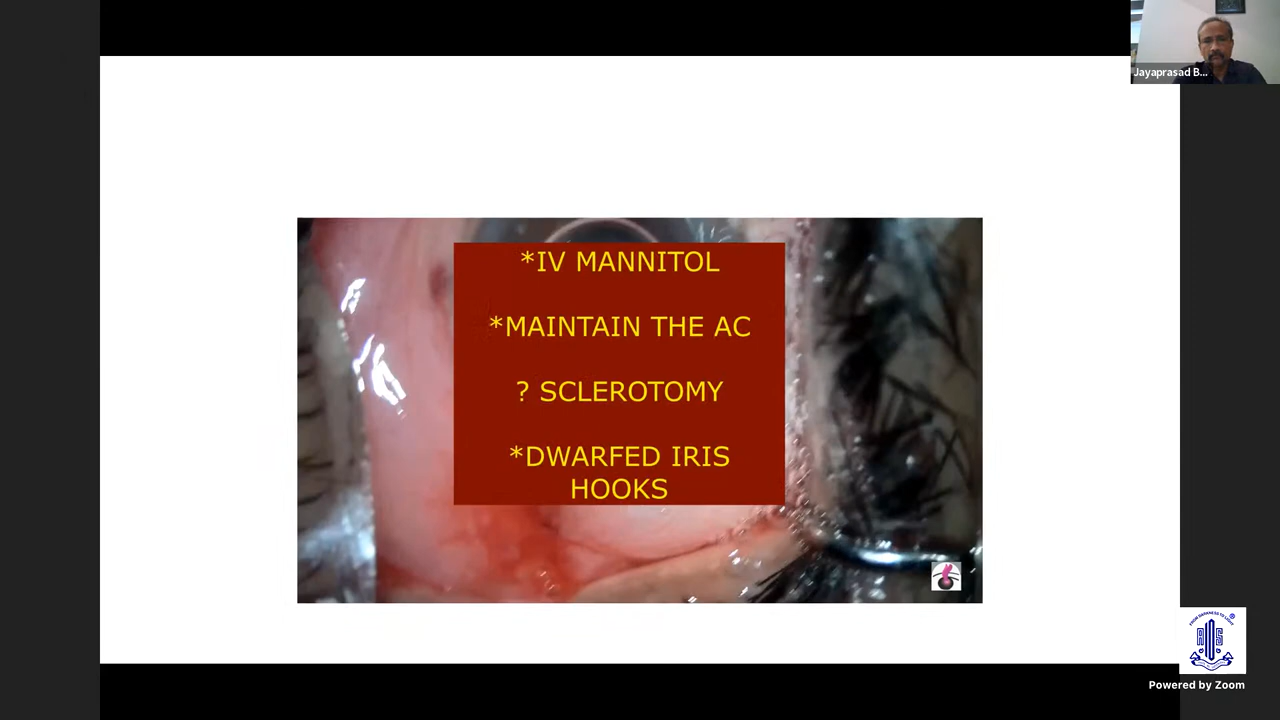 Jayaprasad B...
*IV MANNITOL
*MAINTAIN THE AC
? SCLEROTOMY
*DWARFED IRIS
HOOKS
Powered by Zoom